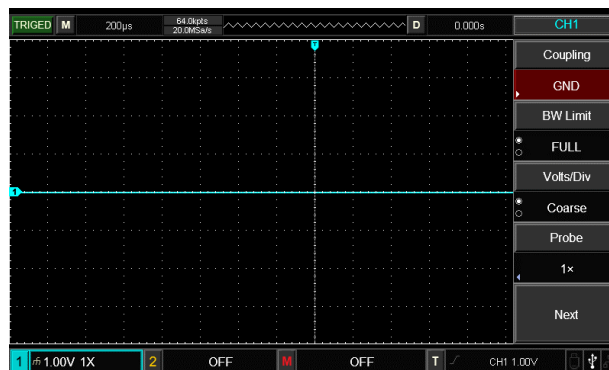 TRIGED M 200μs 64.0kpts D 0.000s CH1
20.0MSa/s
T
Coupling
GND
BW Limit
FULL
Volts/Div
1
Coarse
Probe
1×
Next
1 1.00V 1X 2 OFF M OFF T CH1 1.00V